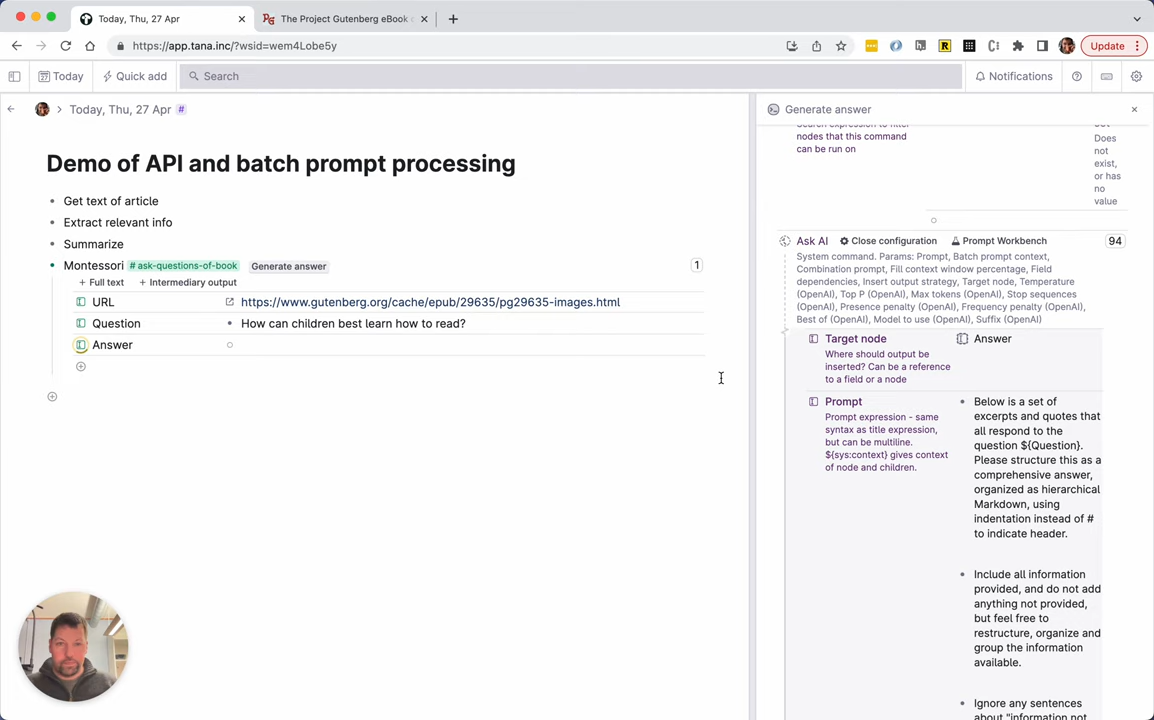 Today, Thu, 27 Apr
The Project Gutenberg eBook
https://app.tana.inc/?wsid=wem4Lobe5y
Update
Today
Quick add
Search
Notifications
Today, Thu, 27 Apr #
Demo of API and batch prompt processing
Get text of article
Extract relevant info
Summarize
Montessori # ask-questions-of-book Generate answer 1
+ Full text + Intermediary output
URL https://www.gutenberg.org/cache/epub/29635/pg29635-images.html
Question How can children best learn how to read?
Answer
Generate answer
nodes that this command
can be run on
Does
not
exist,
or has
no
value
Ask AI Close configuration Prompt Workbench 94
System command. Params: Prompt, Batch prompt context,
Combination prompt, Fill context window percentage, Field
dependencies, Insert output strategy, Target node, Temperature
(OpenAI), Top P (OpenAI), Max tokens (OpenAI), Stop sequences
(OpenAI), Presence penalty (OpenAI), Frequency penalty (OpenAI),
Best of (OpenAI), Model to use (OpenAI), Suffix (OpenAI)
Target node Answer
Where should output be
inserted? Can be a reference
to a field or a node
Prompt
Prompt expression - same
syntax as title expression,
but can be multiline.
${sys:context} gives context
of node and children.
Below is a set of
excerpts and quotes that
all respond to the
question ${Question}.
Please structure this as a
comprehensive answer,
organized as hierarchical
Markdown, using
indentation instead of #
to indicate header.
Include all information
provided, and do not add
anything not provided,
but feel free to
restructure, organize and
group the information
available.
Ignore any sentences
about "information not